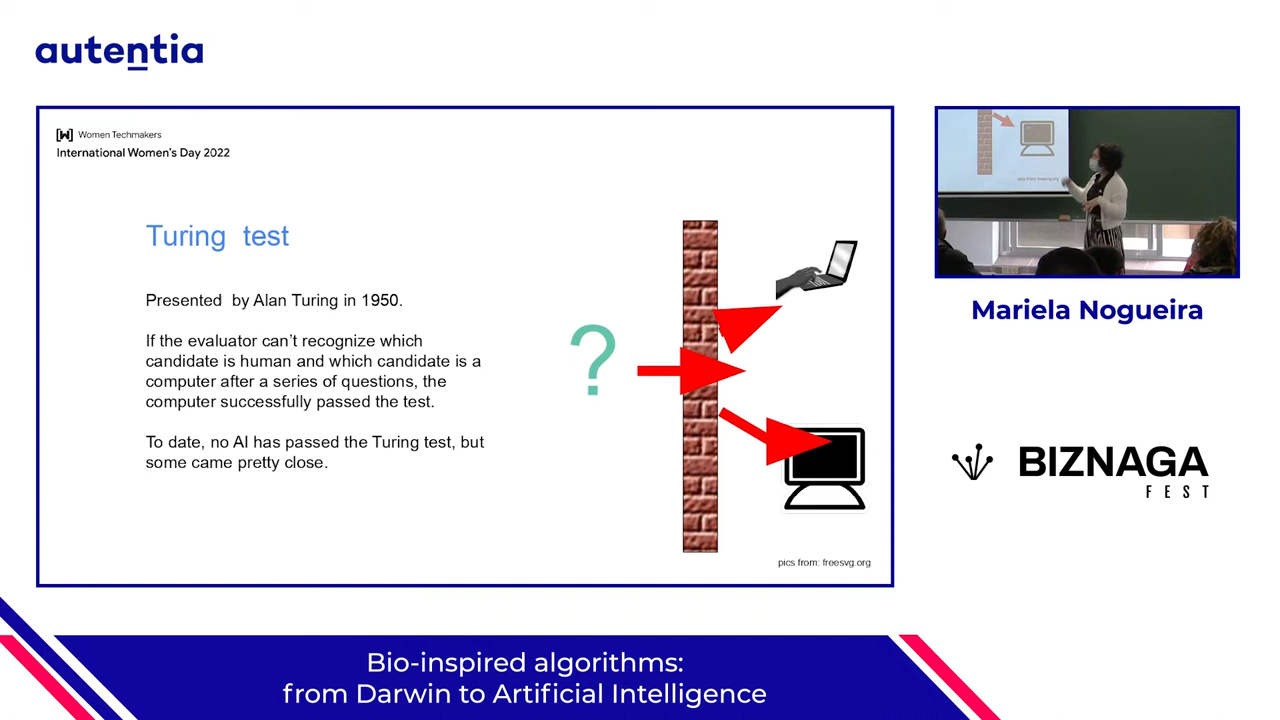 autentia
[W] Women Techmakers
International Women's Day 2022
Turing test
Presented by Alan Turing in 1950.
If the evaluator can't recognize which
candidate is human and which candidate is a
computer after a series of questions, the
computer successfully passed the test.
To date, no AI has passed the Turing test, but
some came pretty close.
?
pics from: freesvg.org
Mariela Nogueira
BIZNAGA
FEST
Bio-inspired algorithms:
from Darwin to Artificial Intelligence